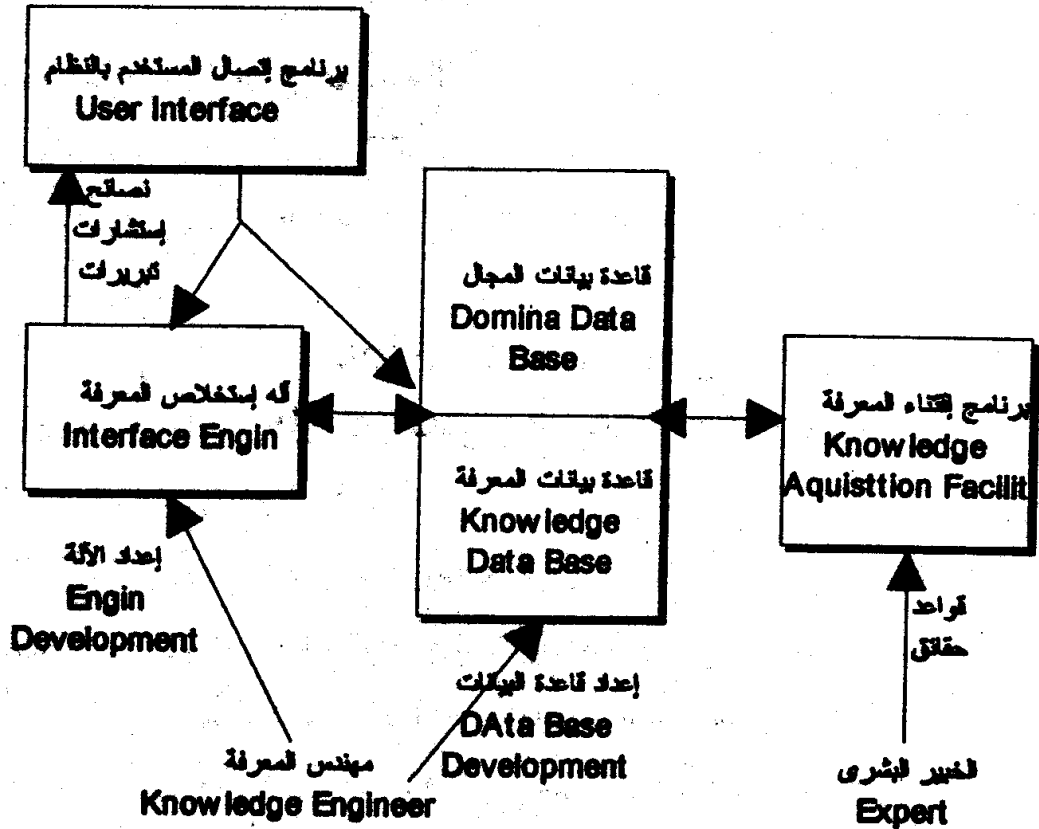 برنامج إتصال المستخدم بالنظام
User Interface
نصائح
إستشارات
تبريرات
قاعدة بيانات المجال
Domina Data
Base
أله إستخلاص المعرفة
Interface Engin
برنامج إقتناء المعرفة
Knowledge
Aquisttion Facilit
قاعدة بيانات المعرفة
Knowledge
Data Base
إعداد الآلة
Engin
Development
قواعد
حقائق
إعداد قاعدة البيانات
DAta Base
Development
مهندس المعرفة
Knowledge Engineer
الخبير البشرى
Expert